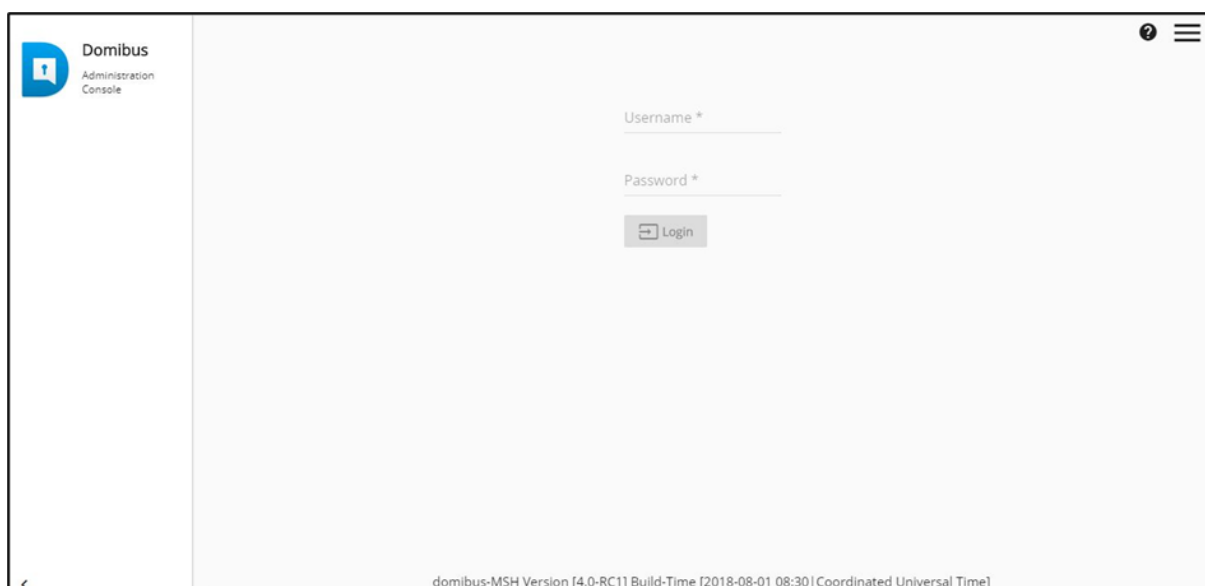 Domibus
Administration
Console
Username *
Password *
Login
domibus-MSH Version [4.0-RC1] Build-Time [2018-08-01 08:30|Coordinated Universal Time]